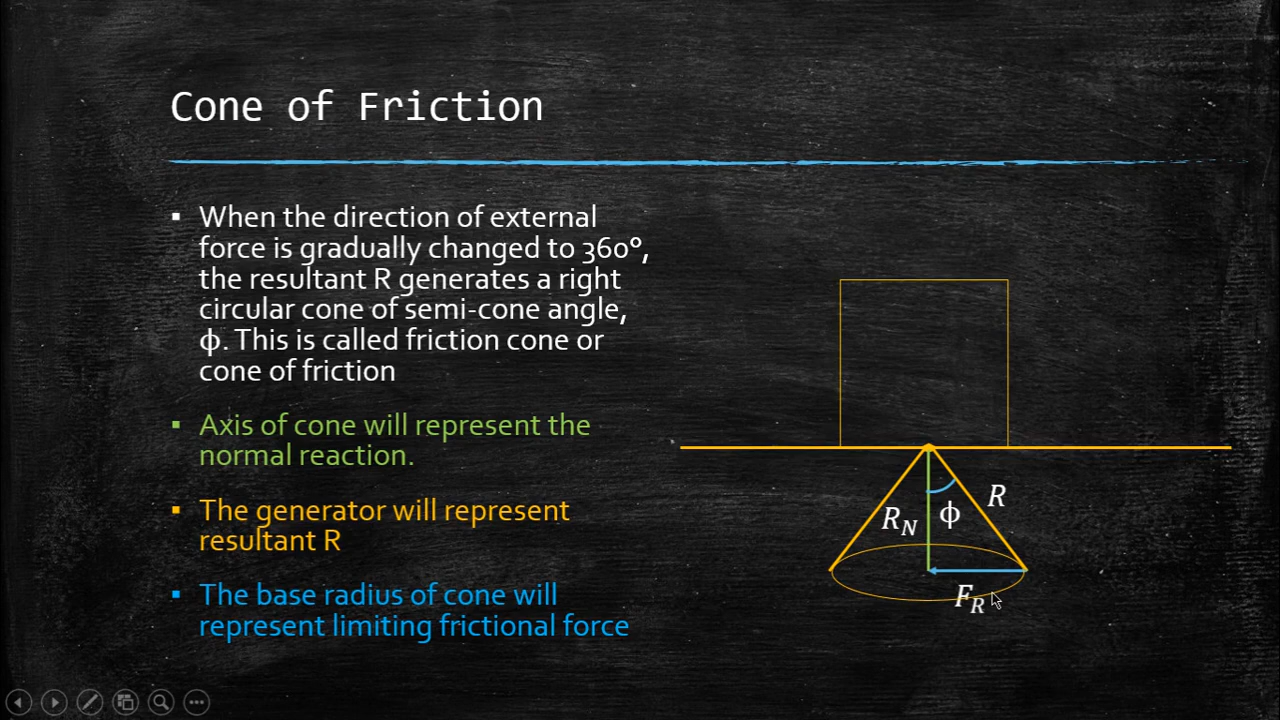 Cone of Friction
▪ When the direction of external
force is gradually changed to 360°,
the resultant R generates a right
circular cone of semi-cone angle,
ϕ. This is called friction cone or
cone of friction
▪ Axis of cone will represent the
normal reaction.
▪ The generator will represent
resultant R
▪ The base radius of cone will
represent limiting frictional force
R
R_N ϕ
F_R